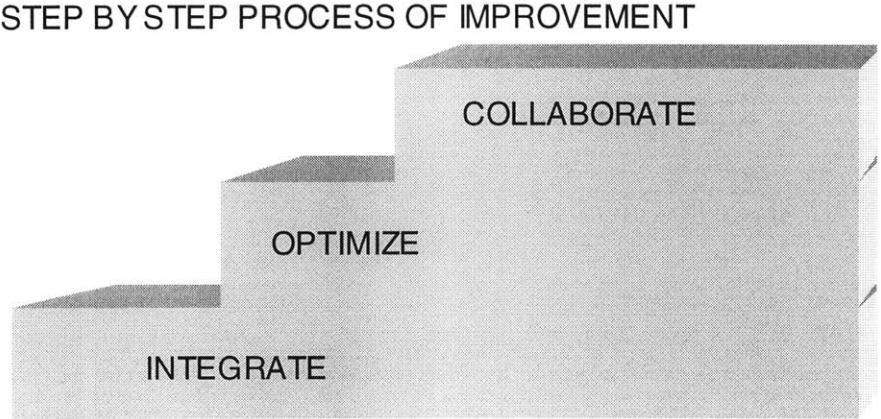 STEP BY STEP PROCESS OF IMPROVEMENT
COLLABORATE
OPTIMIZE
INTEGRATE